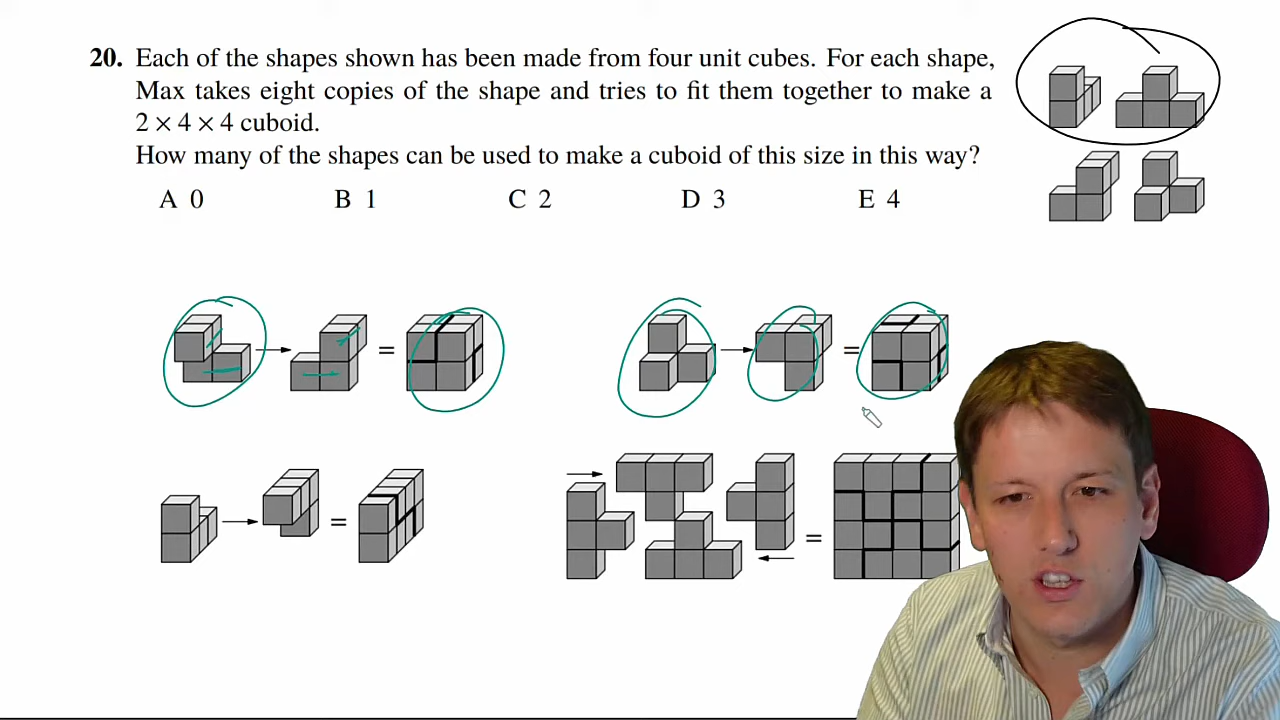 20. Each of the shapes shown has been made from four unit cubes. For each shape,
Max takes eight copies of the shape and tries to fit them together to make a
2 × 4 × 4 cuboid.
How many of the shapes can be used to make a cuboid of this size in this way?
A 0 B 1 C 2 D 3 E 4
= =
= =